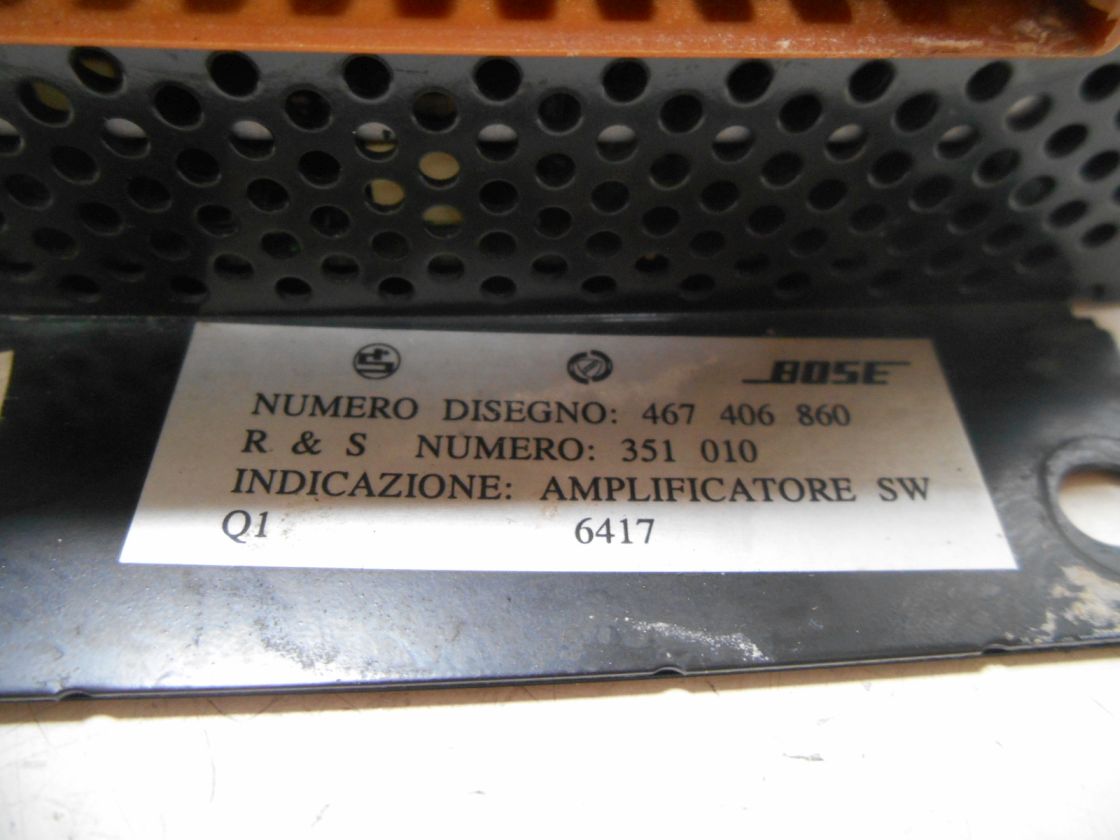 BOSE
NUMERO DISEGNO: 467 406 860
R & S NUMERO: 351 010
INDICAZIONE: AMPLIFICATORE SW
Q1 6417